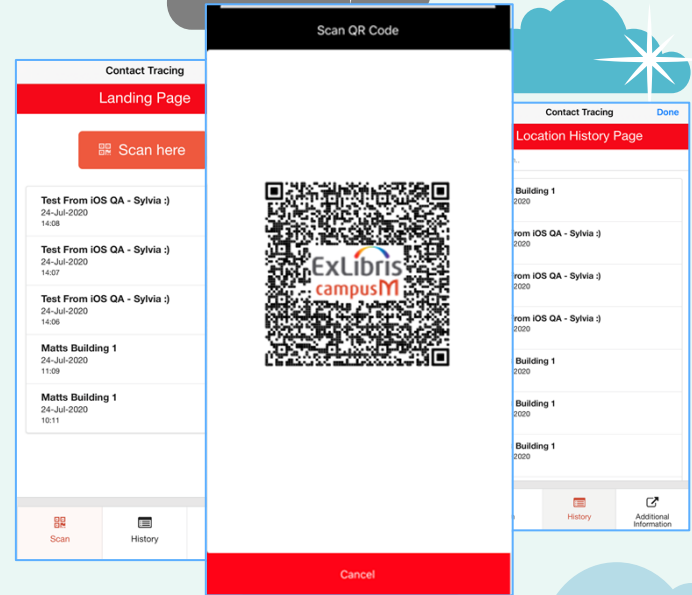 Contact Tracing
Landing Page
Scan here
Test From iOS QA - Sylvia :)
24-Jul-2020
14:08
Test From iOS QA - Sylvia :)
24-Jul-2020
14:07
Test From iOS QA - Sylvia :)
24-Jul-2020
14:06
Matts Building 1
24-Jul-2020
11:09
Matts Building 1
24-Jul-2020
10:11
Scan
History
Scan QR Code
ExLibris
campusM
Cancel
Contact Tracing
Done
Location History Page
Building 1
2020
rom iOS QA - Sylvia :)
2020
rom iOS QA - Sylvia :)
2020
rom iOS QA - Sylvia :)
2020
Building 1
2020
Building 1
2020
Building 1
2020
History
Additional
Information